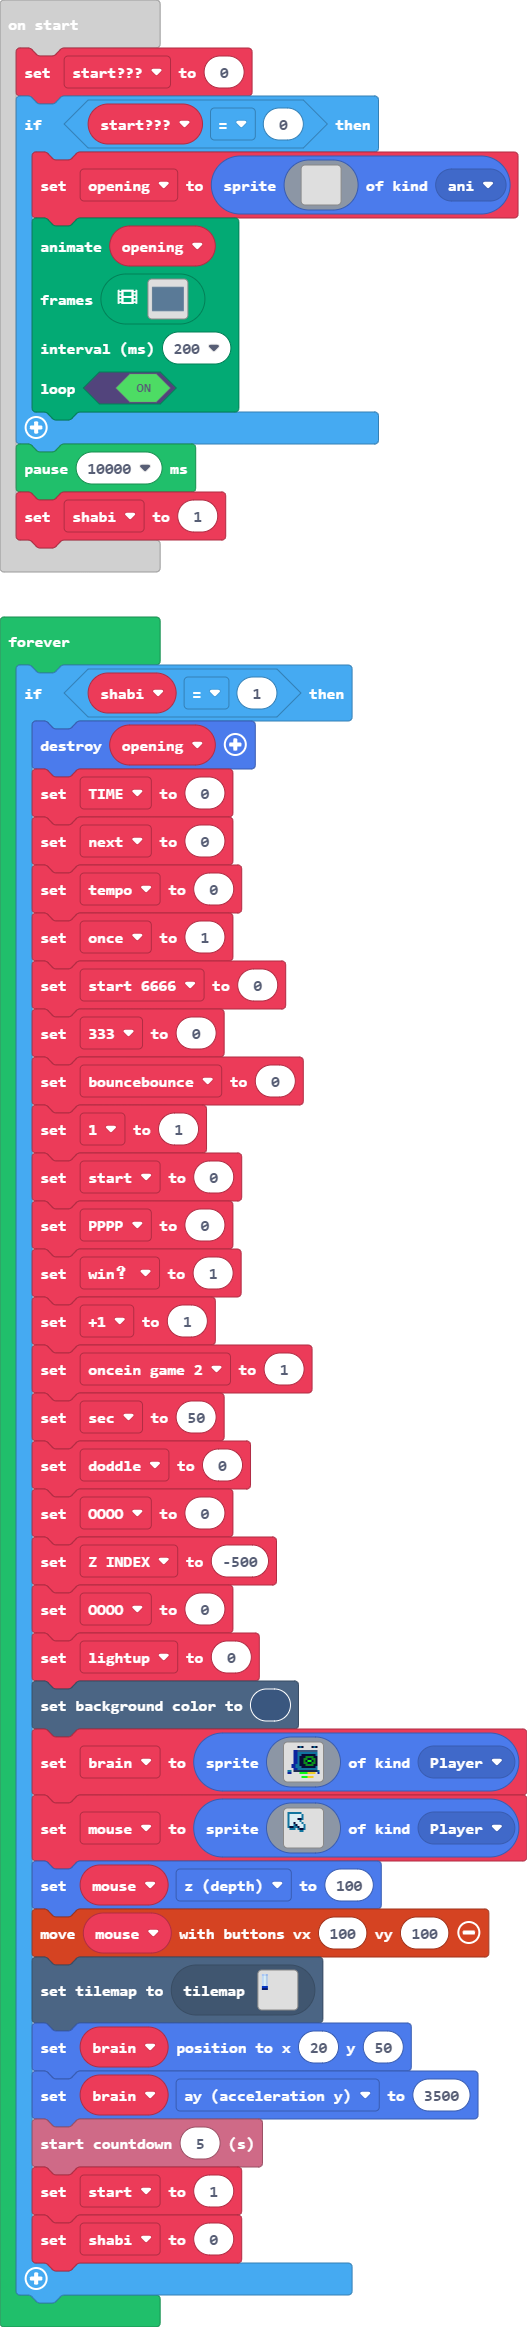 on start
set start??? to 0
if start??? = 0 then
set opening to sprite of kind ani
animate opening
frames
interval (ms) 200
loop ON
pause 10000 ms
set shabi to 1
forever
if shabi = 1 then
destroy opening
set TIME to 0
set next to 0
set tempo to 0
set once to 1
set start 6666 to 0
set 333 to 0
set bouncebounce to 0
set 1 to 1
set start to 0
set PPPP to 0
set win? to 1
set +1 to 1
set oncein game 2 to 1
set sec to 50
set doddle to 0
set OOOO to 0
set Z INDEX to -500
set OOOO to 0
set lightup to 0
set background color to
set brain to sprite of kind Player
set mouse to sprite of kind Player
set mouse z (depth) to 100
move mouse with buttons vx 100 vy 100
set tilemap to tilemap
set brain position to x 20 y 50
set brain ay (acceleration y) to 3500
start countdown 5 (s)
set start to 1
set shabi to 0